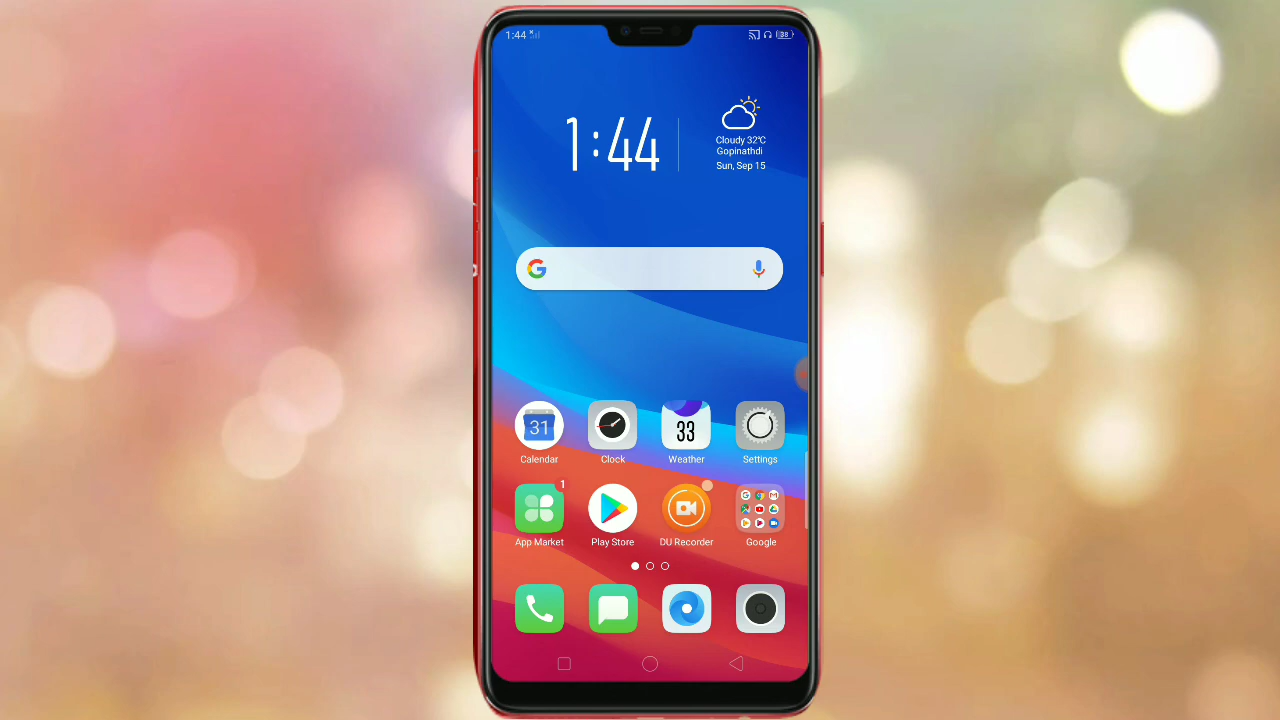 1:44
38
1:44
Cloudy 32°C
Gopinathdi
Sun, Sep 15
31
33
Calendar
Clock
Weather
Settings
1
App Market
Play Store
DU Recorder
Google